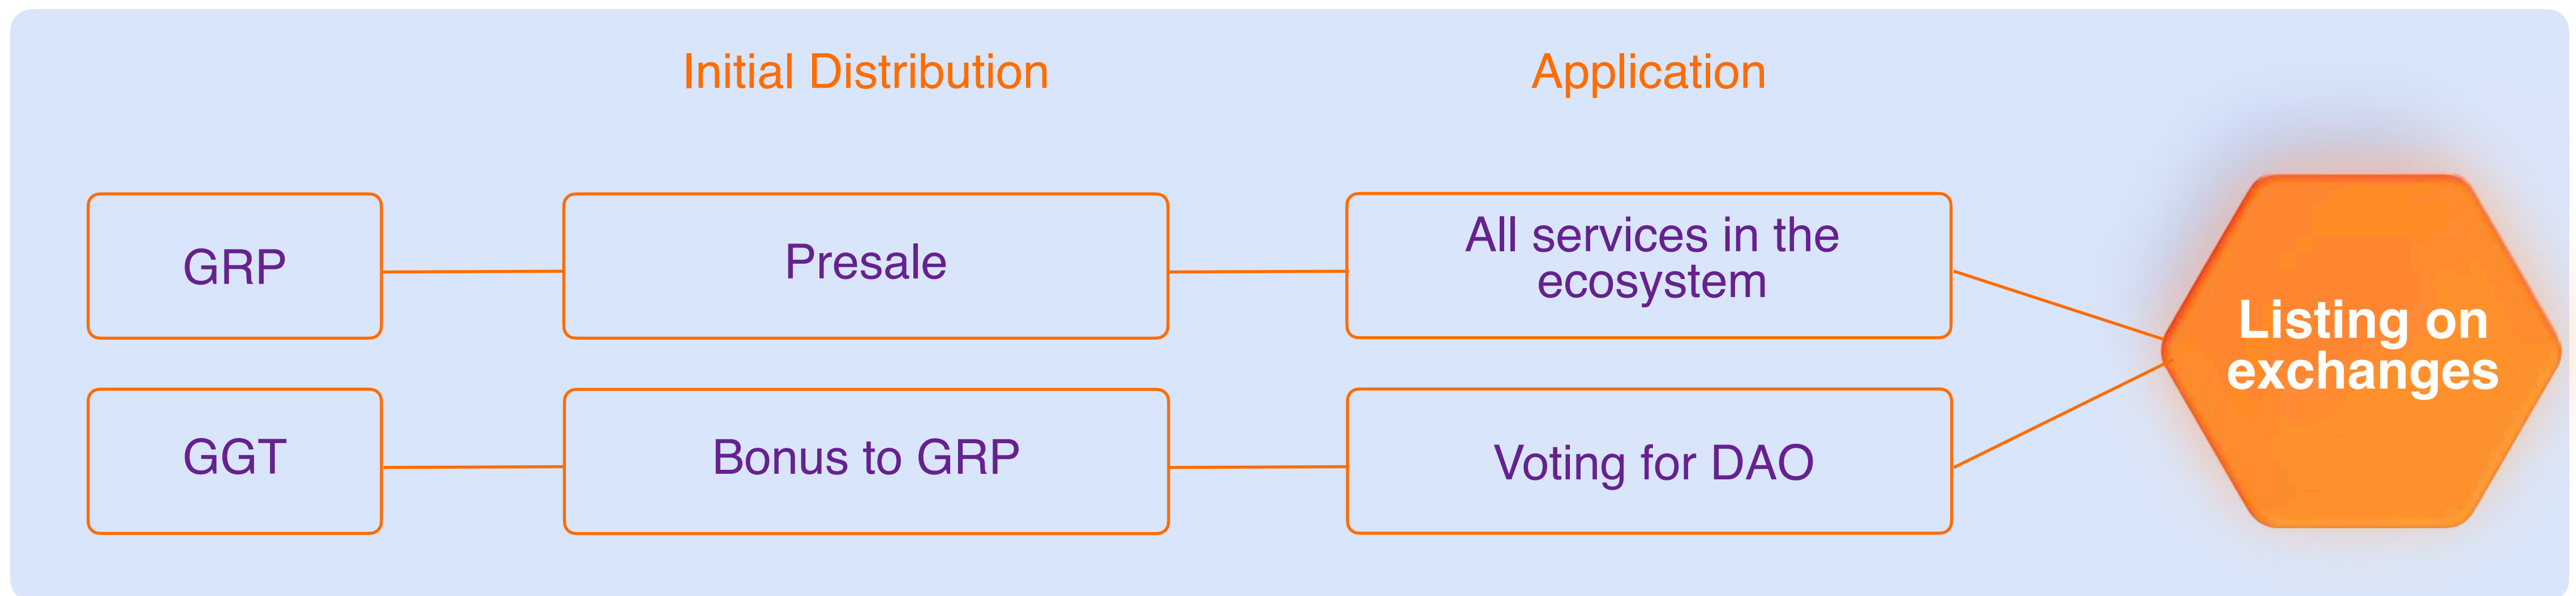 Initial Distribution
Application
GRP
Presale
All services in the
ecosystem
GGT
Bonus to GRP
Voting for DAO
Listing on
exchanges